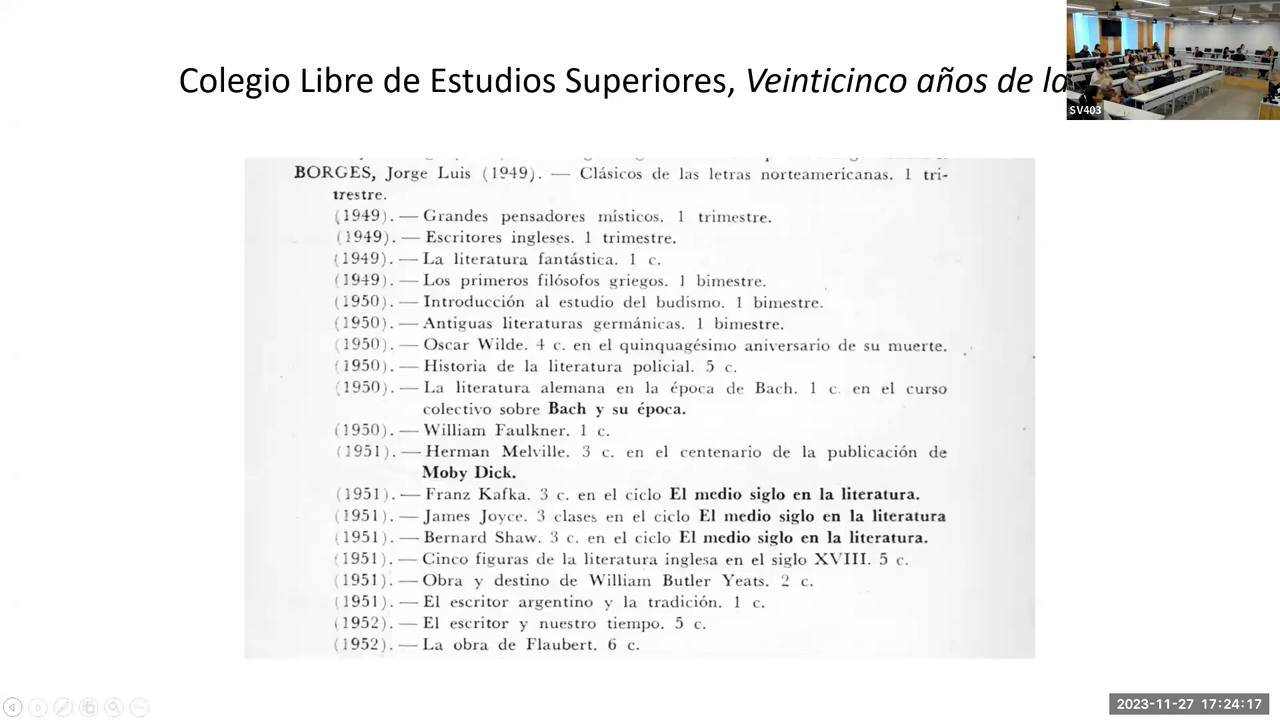 Colegio Libre de Estudios Superiores, Veinticinco años de la
SV403
BORGES, Jorge Luis (1949). — Clásicos de las letras norteamericanas. 1 tri-
trestre.
(1949). — Grandes pensadores místicos. 1 trimestre.
(1949). — Escritores ingleses. 1 trimestre.
(1949). — La literatura fantástica. 1 c.
(1949). — Los primeros filósofos griegos. 1 bimestre.
(1950). — Introducción al estudio del budismo. 1 bimestre.
(1950). — Antiguas literaturas germánicas. 1 bimestre.
(1950). — Oscar Wilde. 4 c. en el quinquagésimo aniversario de su muerte.
(1950). — Historia de la literatura policial. 5 c.
(1950). — La literatura alemana en la época de Bach. 1 c. en el curso
colectivo sobre Bach y su época.
(1950). — William Faulkner. 1 c.
(1951). — Herman Melville. 3 c. en el centenario de la publicación de
Moby Dick.
(1951). — Franz Kafka. 3 c. en el ciclo El medio siglo en la literatura.
(1951). — James Joyce. 3 clases en el ciclo El medio siglo en la literatura
(1951). — Bernard Shaw. 3 c. en el ciclo El medio siglo en la literatura.
(1951). — Cinco figuras de la literatura inglesa en el siglo XVIII. 5 c.
(1951). — Obra y destino de William Butler Yeats. 2 c.
(1951). — El escritor argentino y la tradición. 1 c.
(1952). — El escritor y nuestro tiempo. 5 c.
(1952). — La obra de Flaubert. 6 c.
2023-11-27 17:24:17